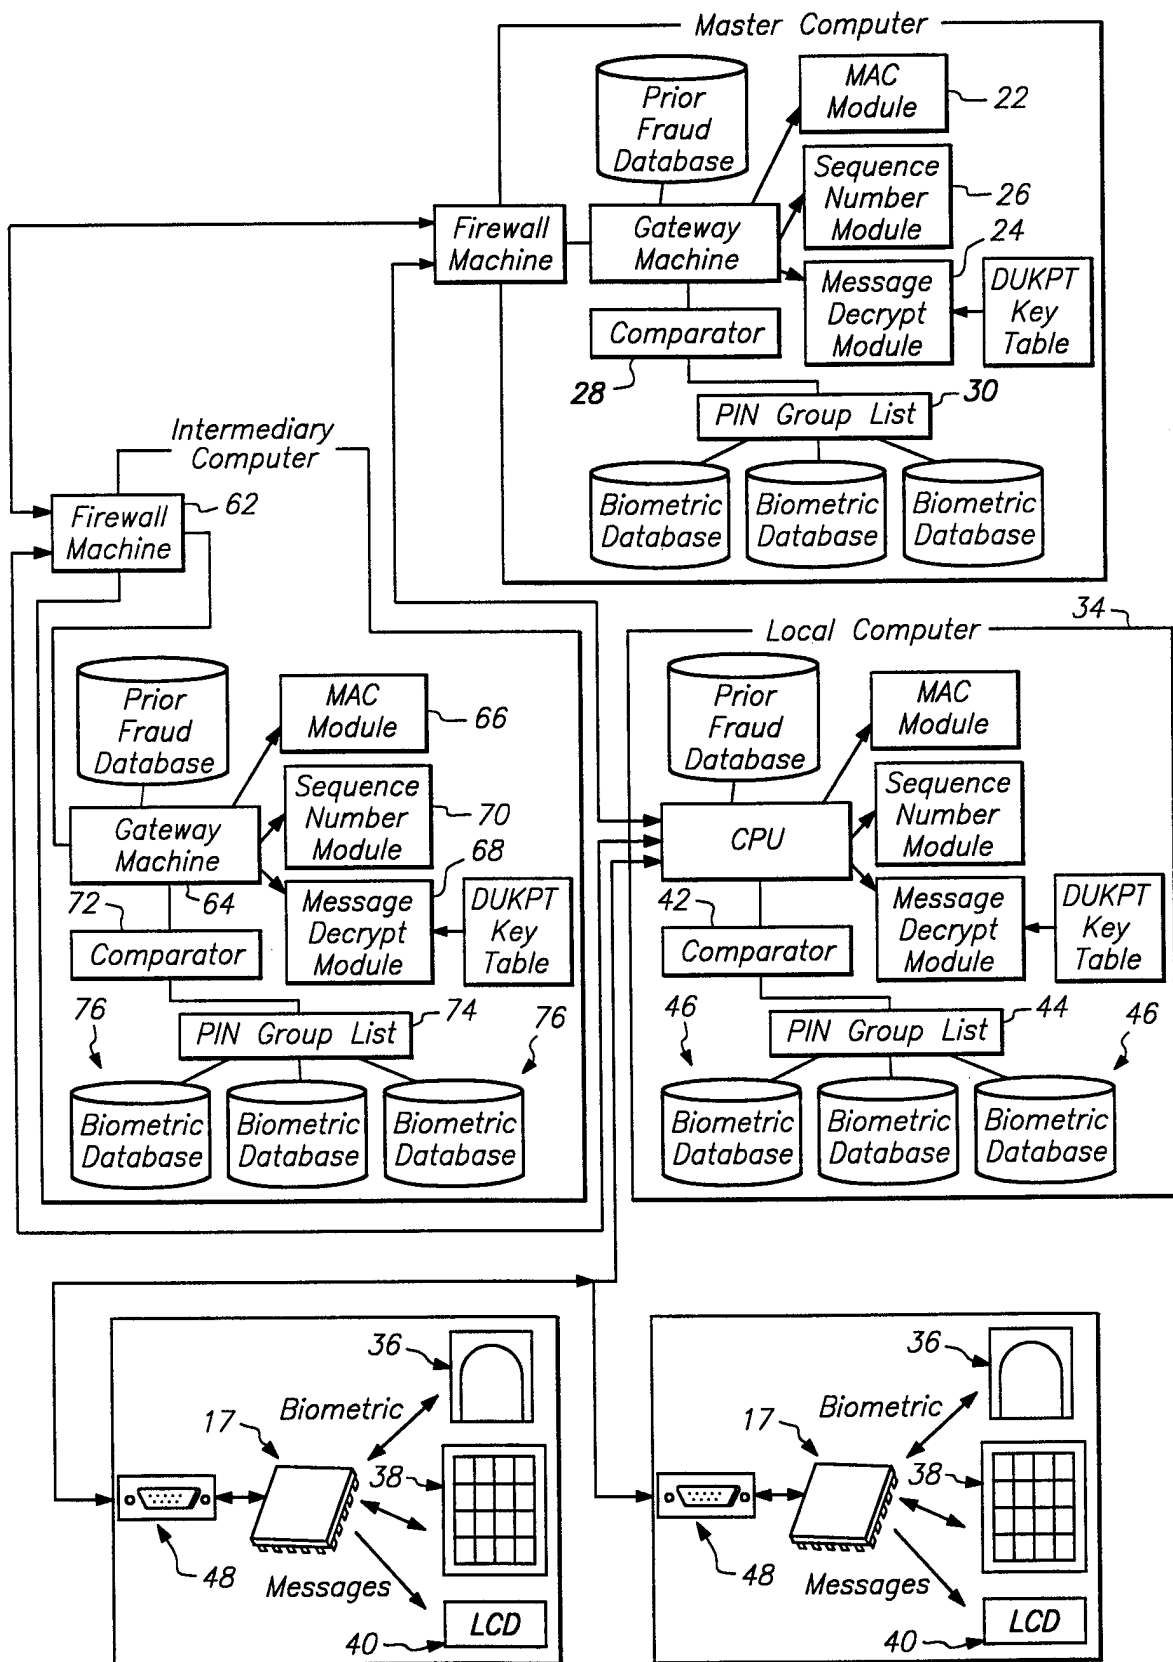 Master Computer
Prior
Fraud
Database
MAC
Module
22
Sequence
Number
Module
26
24
Firewall
Machine
Gateway
Machine
Message
Decrypt
Module
DUKPT
Key
Table
Comparator
28
30
PIN Group List
Biometric
Database
Biometric
Database
Biometric
Database
Intermediary
Computer
Firewall
Machine
62
Prior
Fraud
Database
MAC
Module
66
Sequence
Number
Module
70
68
Gateway
Machine
64
72
Message
Decrypt
Module
DUKPT
Key
Table
Comparator
74
PIN Group List
76
76
Biometric
Database
Biometric
Database
Biometric
Database
Local Computer
34
Prior
Fraud
Database
MAC
Module
Sequence
Number
Module
CPU
42
Message
Decrypt
Module
DUKPT
Key
Table
Comparator
44
PIN Group List
46
46
Biometric
Database
Biometric
Database
Biometric
Database
36
Biometric
17
38
48
Messages
LCD
40
36
Biometric
17
38
48
Messages
LCD
40